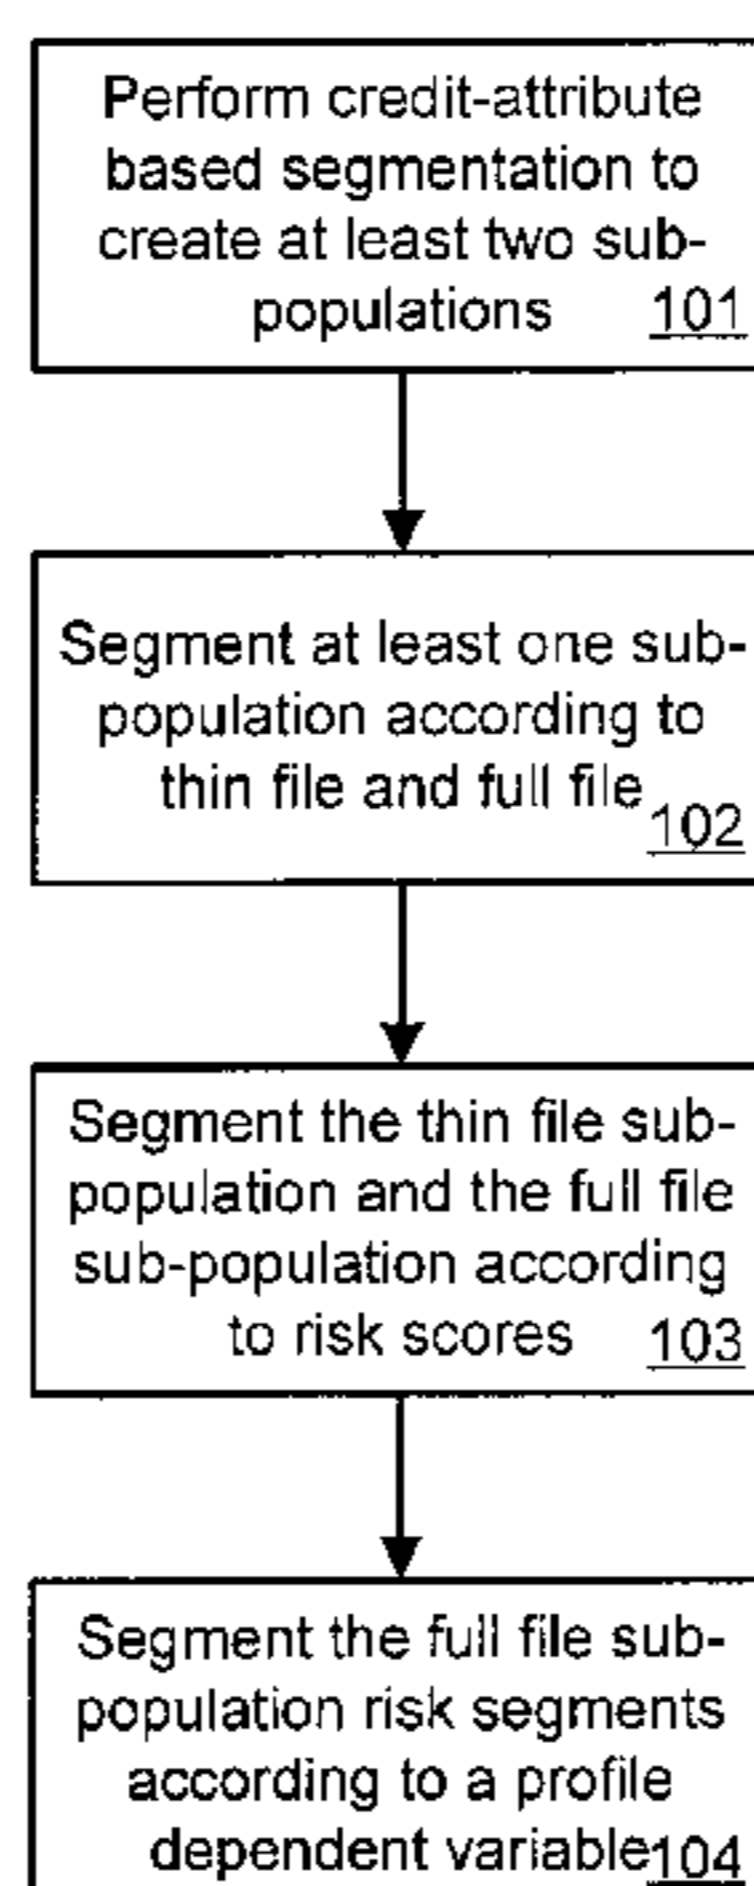 Perform credit-attribute
based segmentation to
create at least two sub-
populations 101
Segment at least one sub-
population according to
thin file and full file
102
Segment the thin file sub-
population and the full file
sub-population according
to risk scores 103
Segment the full file sub-
population risk segments
according to a profile
dependent variable 104